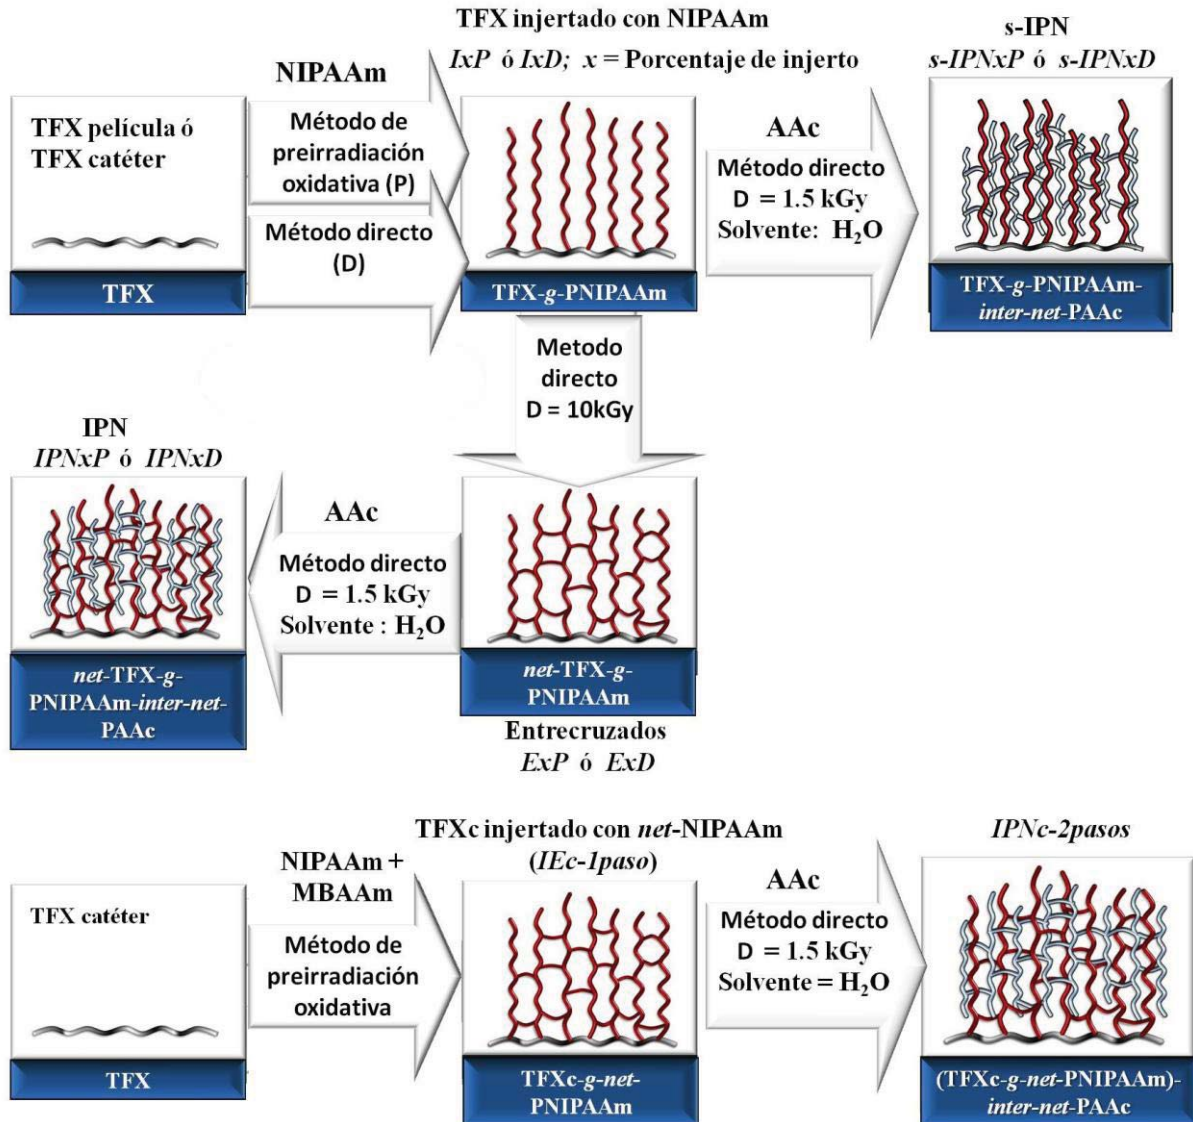 TFX injertado con NIPAAm
IxP ó IxD; x = Porcentaje de injerto
s-IPN
s-IPNxP ó s-IPNxD
TFX película ó
TFX catéter
TFX
NIPAAm
Método de
preirradiación
oxidativa (P)
Método directo
(D)
TFX-g-PNIPAAm
AAc
Método directo
D = 1.5 kGy
Solvente: H₂O
TFX-g-PNIPAAm-
inter-net-PAAc
Metodo
directo
D = 10kGy
IPN
IPNxP ó IPNxD
net-TFX-g-
PNIPAAm-inter-net-
PAAc
AAc
Método directo
D = 1.5 kGy
Solvente : H₂O
net-TFX-g-
PNIPAAm
Entrecruzados
ExP ó ExD
TFXc injertado con net-NIPAAm
(IEc-1paso)
IPNc-2pasos
TFX catéter
TFX
NIPAAm +
MBAAm
Método de
preirradiación
oxidativa
TFXc-g-net-
PNIPAAm
AAc
Método directo
D = 1.5 kGy
Solvente = H₂O
(TFXc-g-net-PNIPAAm)-
inter-net-PAAc